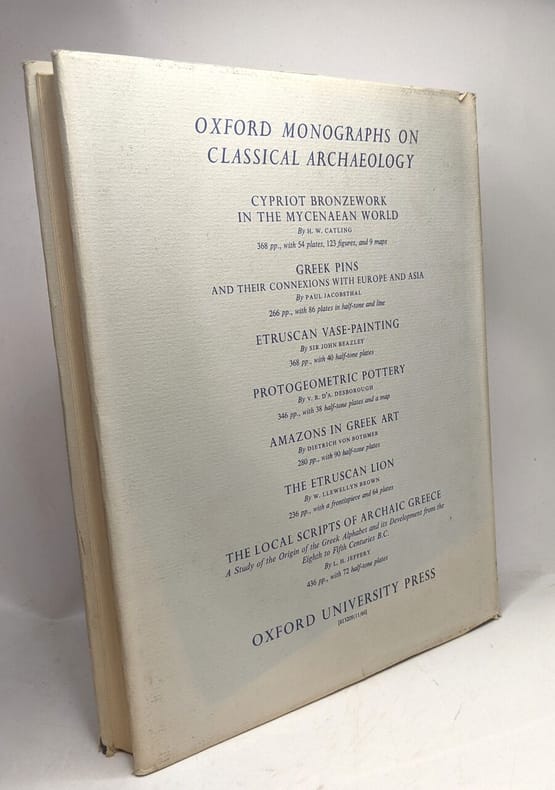 OXFORD MONOGRAPHS ON
CLASSICAL ARCHAEOLOGY
CYPRIOT BRONZEWORK
IN THE MYCENAEAN WORLD
By H. W. CATLING
368 pp., with 54 plates, 123 figures, and 9 maps
GREEK PINS
AND THEIR CONNEXIONS WITH EUROPE AND ASIA
By PAUL JACOBSTHAL
266 pp., with 86 plates in half-tone and line
ETRUSCAN VASE-PAINTING
By SIR JOHN BEAZLEY
368 pp., with 40 half-tone plates
PROTOGEOMETRIC POTTERY
By V. R. D'A. DESBOROUGH
346 pp., with 38 half-tone plates and a map
AMAZONS IN GREEK ART
By DIETRICH VON BOTHMER
280 pp., with 90 half-tone plates
THE ETRUSCAN LION
By W. LLEWELLYN BROWN
236 pp., with a frontispiece and 64 plates
THE LOCAL SCRIPTS OF ARCHAIC GREECE
A Study of the Origin of the Greek Alphabet and its Development from the
Eighth to Fifth Centuries B.C.
By L. H. JEFFERY
436 pp., with 72 half-tone plates
OXFORD UNIVERSITY PRESS